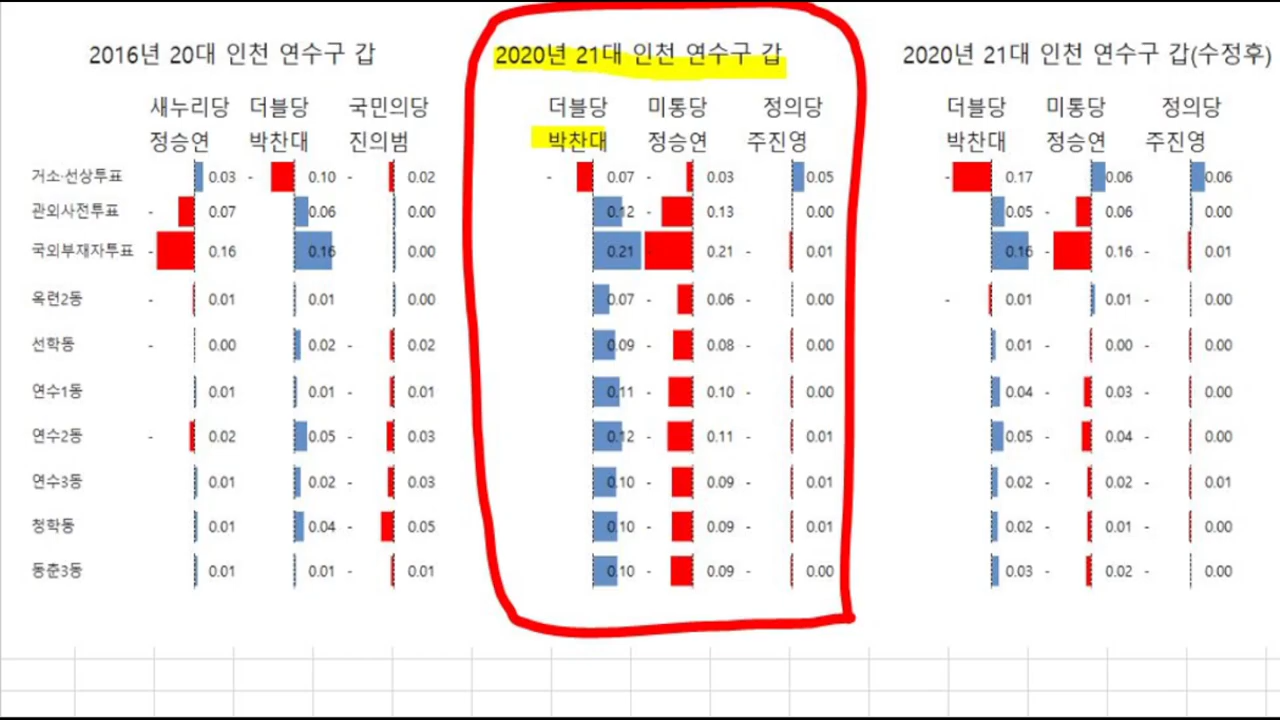 2016년 20대 인천 연수구 갑 2020년 21대 인천 연수구 갑 2020년 21대 인천 연수구 갑(수정후)
새누리당 더블당 국민의당 더블당 미통당 정의당 더블당 미통당 정의당
정승연 박찬대 진의범 박찬대 정승연 주진영 박찬대 정승연 주진영
거소·선상투표 0.03 - 0.10 - 0.02 - 0.07 - 0.03 0.05 - 0.17 0.06 0.06
관외사전투표 - 0.07 0.06 0.00 0.12 - 0.13 0.00 0.05 - 0.06 0.00
국외부재자투표 - 0.16 0.16 0.00 0.21 - 0.21 - 0.01 0.16 - 0.16 - 0.01
옥련2동 - 0.01 0.01 0.00 0.07 - 0.06 - 0.00 - 0.01 0.01 - 0.00
선학동 - 0.00 0.02 - 0.02 0.09 - 0.08 - 0.00 0.01 - 0.00 - 0.00
연수1동 0.01 0.01 - 0.01 0.11 - 0.10 - 0.00 0.04 - 0.03 - 0.00
연수2동 - 0.02 0.05 - 0.03 0.12 - 0.11 - 0.01 0.05 - 0.04 - 0.00
연수3동 0.01 0.02 - 0.03 0.10 - 0.09 - 0.01 0.02 - 0.02 - 0.01
청학동 0.01 0.04 - 0.05 0.10 - 0.09 - 0.01 0.02 - 0.01 - 0.00
동춘3동 0.01 0.01 - 0.01 0.10 - 0.09 - 0.00 0.03 - 0.02 - 0.00